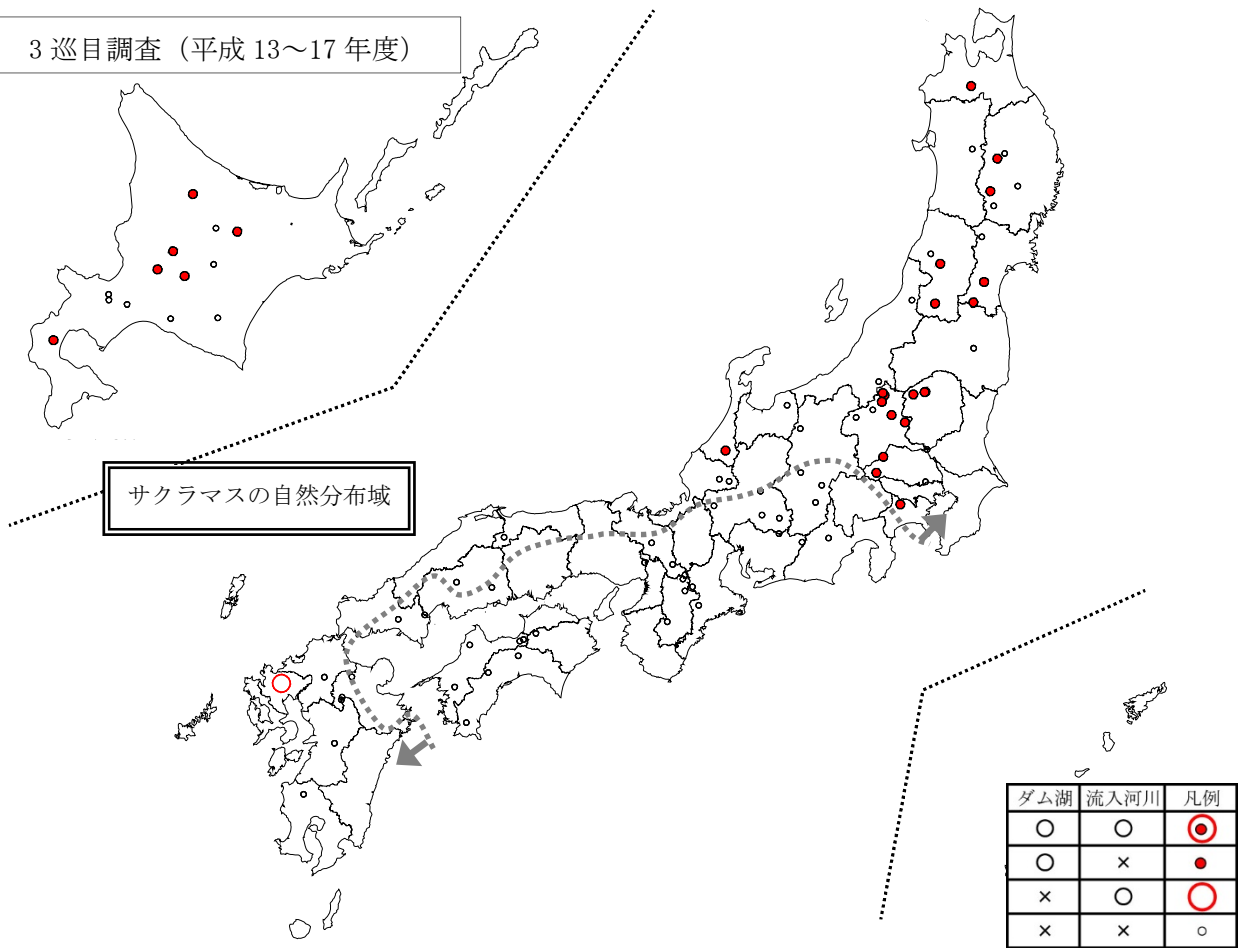 3 巡目調査（平成 13～17 年度）
サクラマスの自然分布域
ダム湖 流入河川 凡例
○ ○
○ ×
× ○
× ×